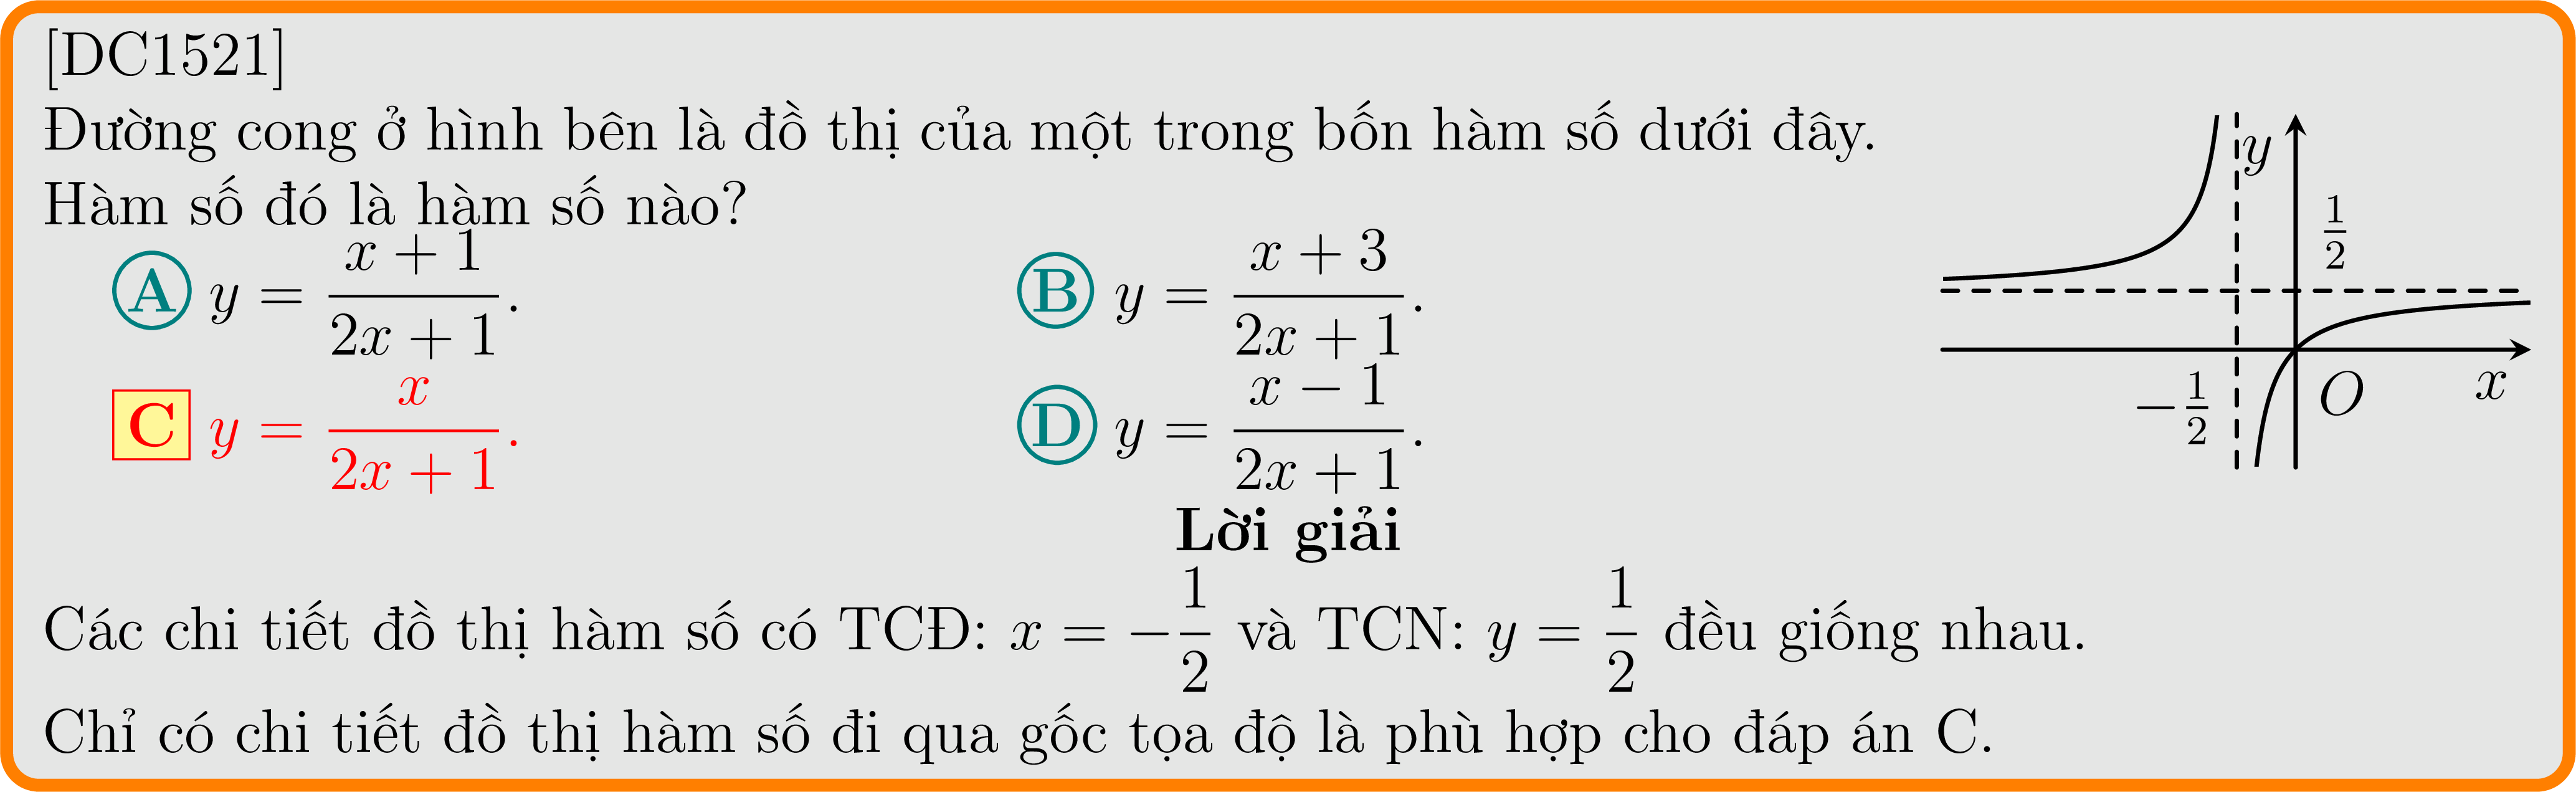 [DC1521]
Đường cong ở hình bên là đồ thị của một trong bốn hàm số dưới đây.
Hàm số đó là hàm số nào?
A y = \frac{x + 1}{2x + 1}. B y = \frac{x + 3}{2x + 1}.
C y = \frac{x}{2x + 1}. D y = \frac{x − 1}{2x + 1}.
y
\frac{1}{2}
−\frac{1}{2} O x
Lời giải
Các chi tiết đồ thị hàm số có TCĐ: x = −\frac{1}{2} và TCN: y = \frac{1}{2} đều giống nhau.
Chỉ có chi tiết đồ thị hàm số đi qua gốc tọa độ là phù hợp cho đáp án C.